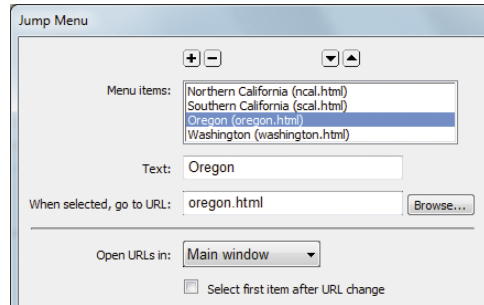 Jump Menu
Menu items:
Northern California (ncal.html)
Southern California (scal.html)
Oregon (oregon.html)
Washington (washington.html)
Text: Oregon
When selected, go to URL: oregon.html Browse...
Open URLs in: Main window
Select first item after URL change